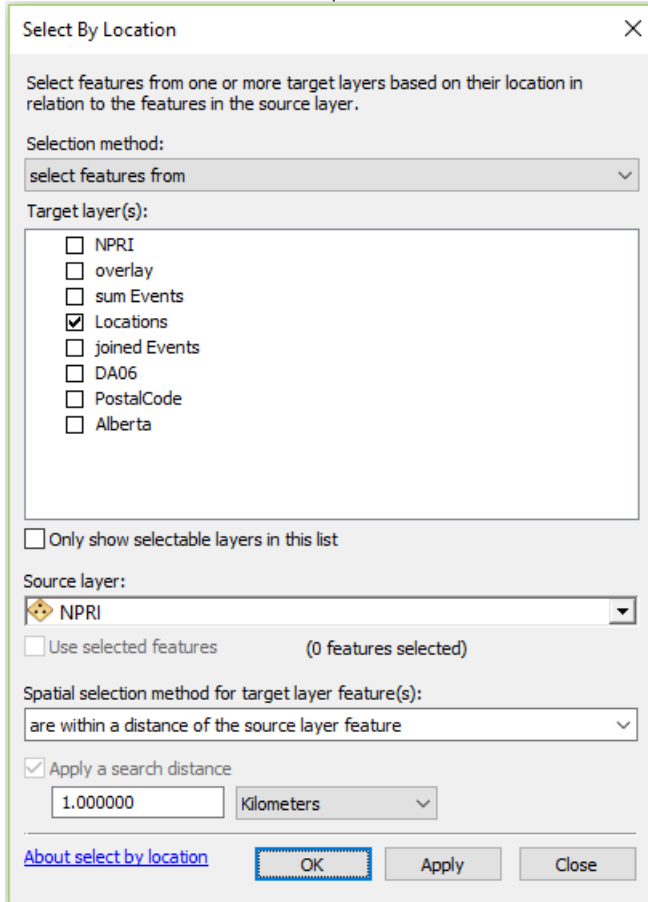 Select By Location
Select features from one or more target layers based on their location in
relation to the features in the source layer.
Selection method:
select features from
Target layer(s):
NPRI
overlay
sum Events
Locations
joined Events
DA06
PostalCode
Alberta
Only show selectable layers in this list
Source layer:
NPRI
Use selected features (0 features selected)
Spatial selection method for target layer feature(s):
are within a distance of the source layer feature
Apply a search distance
1.000000 Kilometers
About select by location OK Apply Close